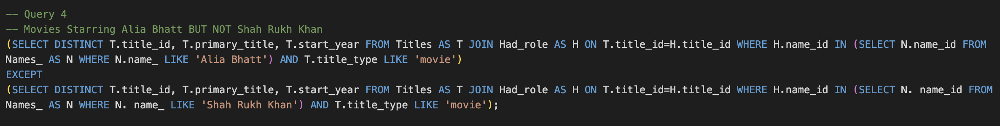 -- Query 4
-- Movies Starring Alia Bhatt BUT NOT Shah Rukh Khan
(SELECT DISTINCT T.title_id, T.primary_title, T.start_year FROM Titles AS T JOIN Had_role AS H ON T.title_id=H.title_id WHERE H.name_id IN (SELECT N.name_id FROM
Names_ AS N WHERE N.name_ LIKE 'Alia Bhatt') AND T.title_type LIKE 'movie')
EXCEPT
(SELECT DISTINCT T.title_id, T.primary_title, T.start_year FROM Titles AS T JOIN Had_role AS H ON T.title_id=H.title_id WHERE H.name_id IN (SELECT N. name_id FROM
Names_ AS N WHERE N. name_ LIKE 'Shah Rukh Khan') AND T.title_type LIKE 'movie');